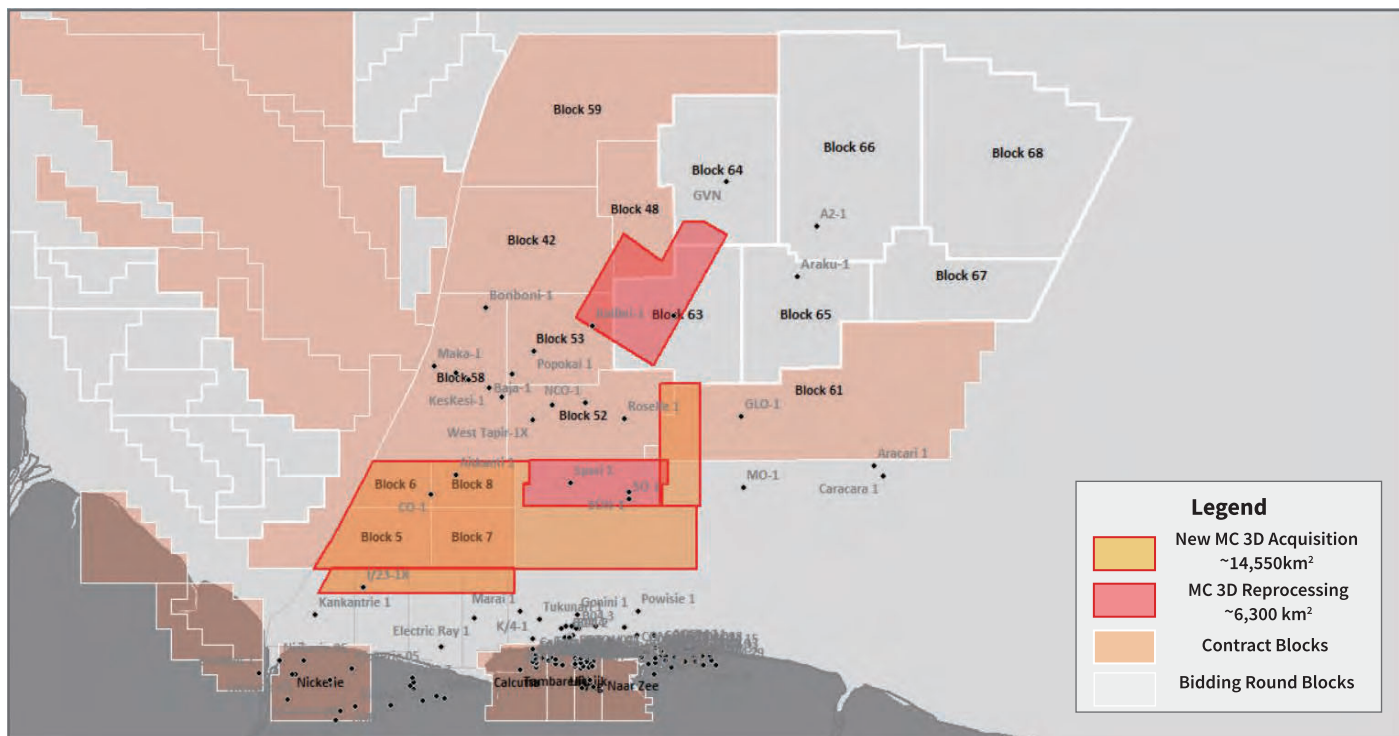 Block 59
Block 66
Block 68
Block 64
GVN
Block 48
A2-1
Block 42
Araku-1
Block 67
Bonboni-1
Block 63
Block 65
Block 53
Maka-1
Popokai 1
Block 58
Baja-1
NCO-1
Block 61
KesKesi-1
Block 52
Roselle 1
GLO-1
West Tapir-1X
Aracari 1
Block 6
Block 8
MO-1
Caracara 1
CO-1
Block 5
Block 7
I/23-1X
Kankantrie 1
Marai 1
Gonini 1
Powisie 1
K/4-1
Electric Ray 1
Nickerie
Calcutta
Naar Zee
Legend
New MC 3D Acquisition
~14,550km²
MC 3D Reprocessing
~6,300 km²
Contract Blocks
Bidding Round Blocks